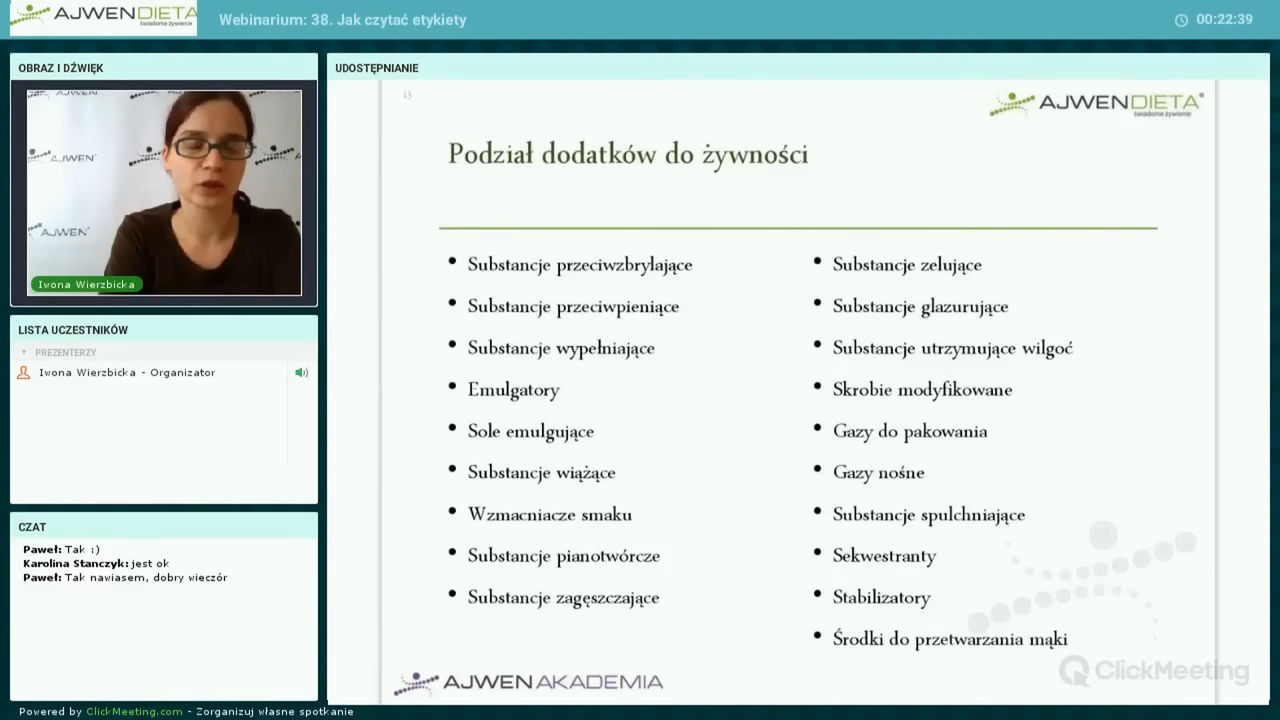 AJWENDIETA
świadome żywienie
Webinarium: 38. Jak czytać etykiety
00:22:39
OBRAZ I DŹWIĘK
AJWEN
AJWEN
Iwona Wierzbicka
LISTA UCZESTNIKÓW
PREZENTERZY
Iwona Wierzbicka - Organizator
CZAT
Paweł: Tak :)
Karolina Stanczyk: jest ok
Paweł: Tak nawiasem, dobry wieczór
UDOSTĘPNIANIE
13
AJWENDIETA®
świadome żywienie
Podział dodatków do żywności
• Substancje przeciwzbrylające
• Substancje przeciwpieniące
• Substancje wypełniające
• Emulgatory
• Sole emulgujące
• Substancje wiążące
• Wzmacniacze smaku
• Substancje pianotwórcze
• Substancje zagęszczające
• Substancje zelujące
• Substancje glazurujące
• Substancje utrzymujące wilgoć
• Skrobie modyfikowane
• Gazy do pakowania
• Gazy nośne
• Substancje spulchniające
• Sekwestranty
• Stabilizatory
• Środki do przetwarzania mąki
AJWEN AKADEMIA
ClickMeeting
Powered by ClickMeeting.com - Zorganizuj własne spotkanie